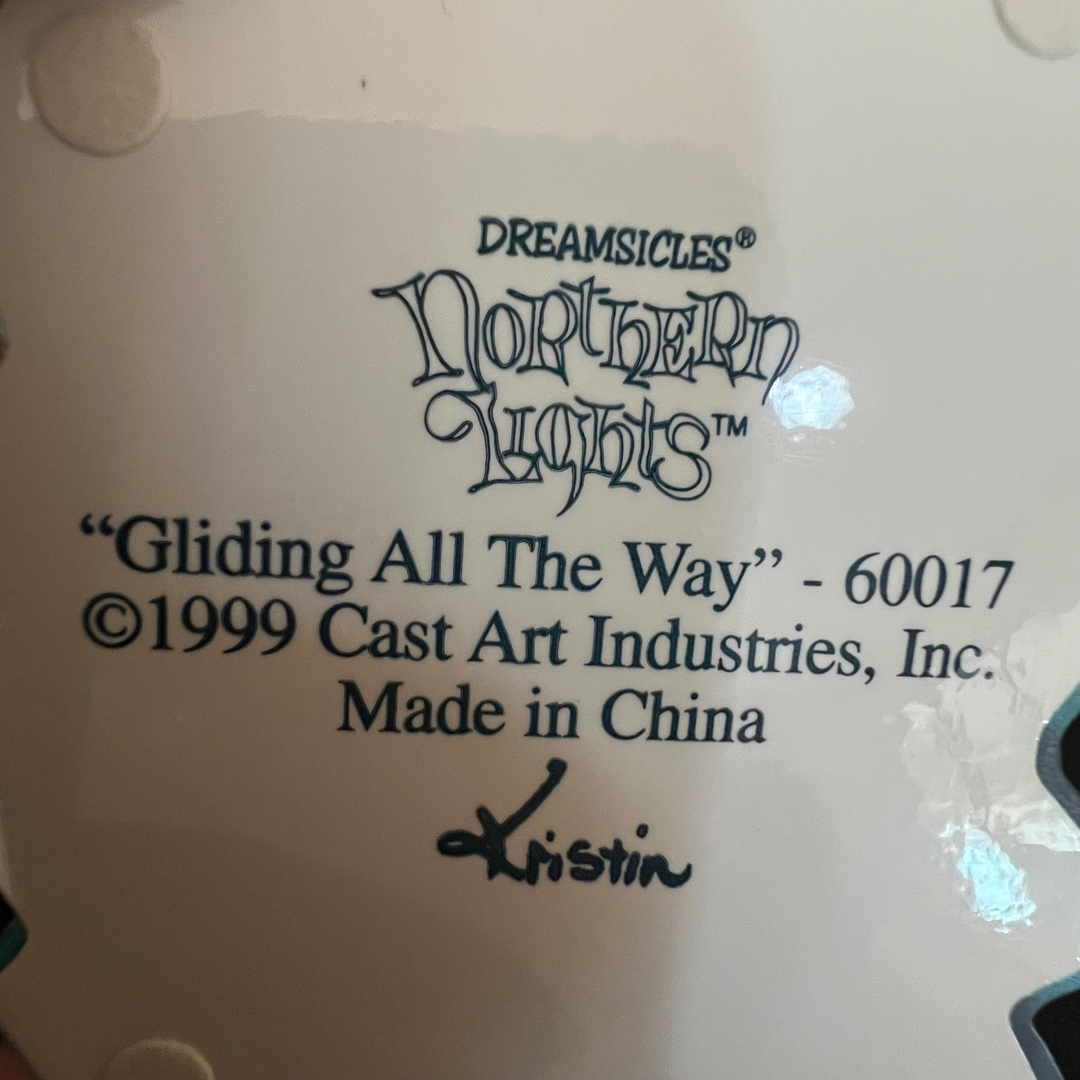 DREAMSICLES®
Northern
Lights™
“Gliding All The Way” - 60017
©1999 Cast Art Industries, Inc.
Made in China
Kristin